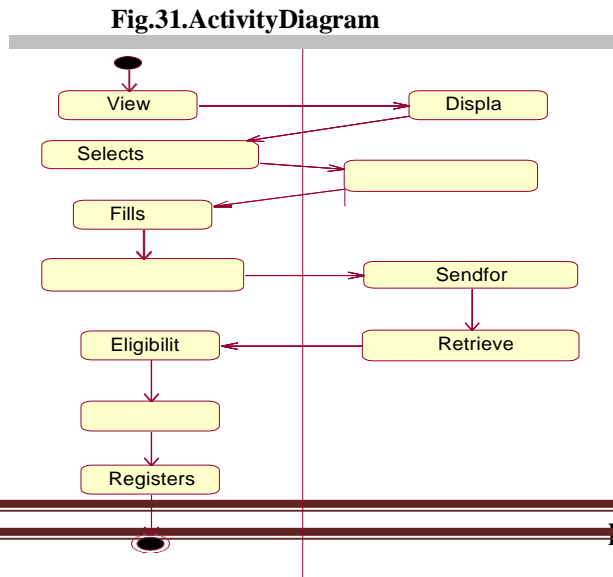 Fig.31.ActivityDiagram
View
Displa
Selects
Fills
Sendfor
Eligibilit
Retrieve
Registers